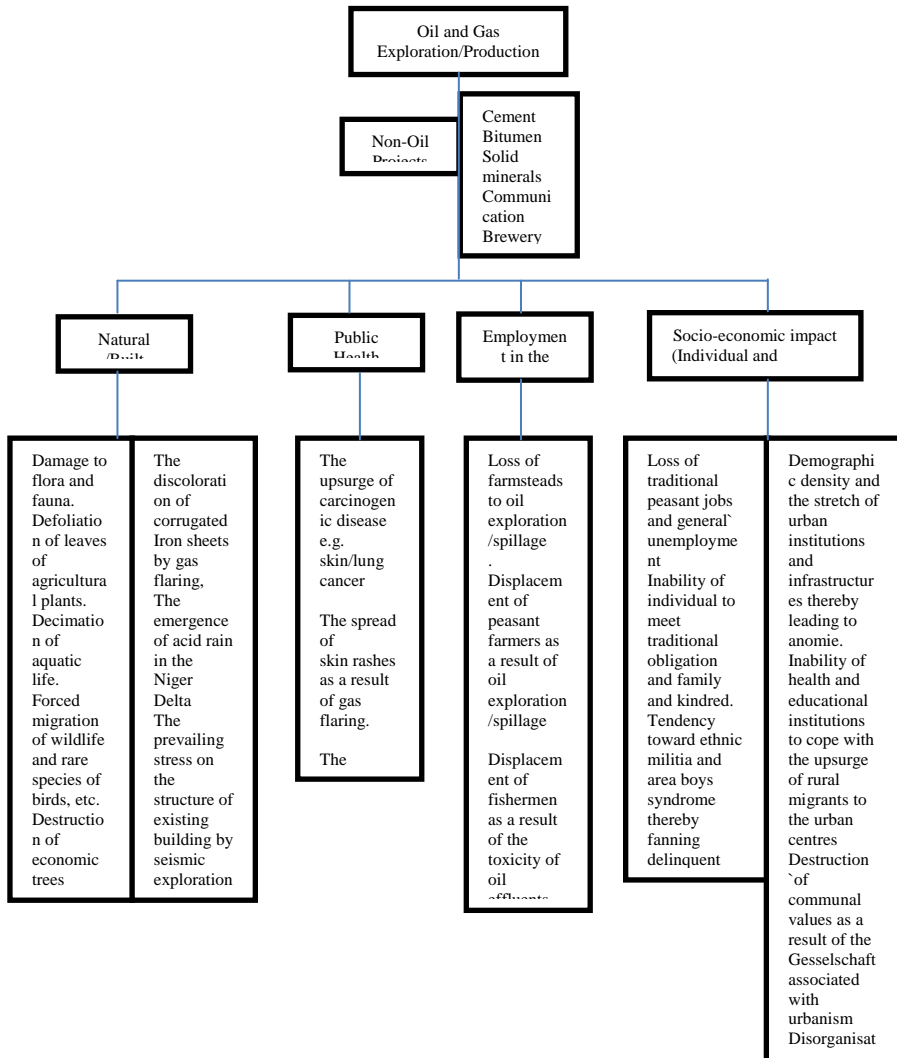 Oil and Gas
Exploration/Production
Non-Oil
Projects
Cement
Bitumen
Solid
minerals
Communi
cation
Brewery
Natural
/Built
Public
Health
Employmen
t in the
Socio-economic impact
(Individual and
Damage to
flora and
fauna.
Defoliatio
n of leaves
of
agricultura
l plants.
Decimatio
n of
aquatic
life.
Forced
migration
of wildlife
and rare
species of
birds, etc.
Destructio
n of
economic
trees
The
discolorati
on of
corrugated
Iron sheets
by gas
flaring,
The
emergence
of acid rain
in the
Niger
Delta
The
prevailing
stress on
the
structure of
existing
building by
seismic
exploration
The
upsurge of
carcinogen
ic disease
e.g.
skin/lung
cancer
The spread
of
skin rashes
as a result
of gas
flaring.
The
Loss of
farmsteads
to oil
exploration
/spillage
.
Displacem
ent of
peasant
farmers as
a result of
oil
exploration
/spillage
Displacem
ent of
fishermen
as a result
of the
toxicity of
oil
effluents
Loss of
traditional
peasant jobs
and general`
unemployme
nt
Inability of
individual to
meet
traditional
obligation
and family
and kindred.
Tendency
toward ethnic
militia and
area boys
syndrome
thereby
fanning
delinquent
Demographi
c density and
the stretch of
urban
institutions
and
infrastructur
es thereby
leading to
anomie.
Inability of
health and
educational
institutions
to cope with
the upsurge
of rural
migrants to
the urban
centres
Destruction
`of
communal
values as a
result of the
Gesselschaft
associated
with
urbanism
Disorganisat